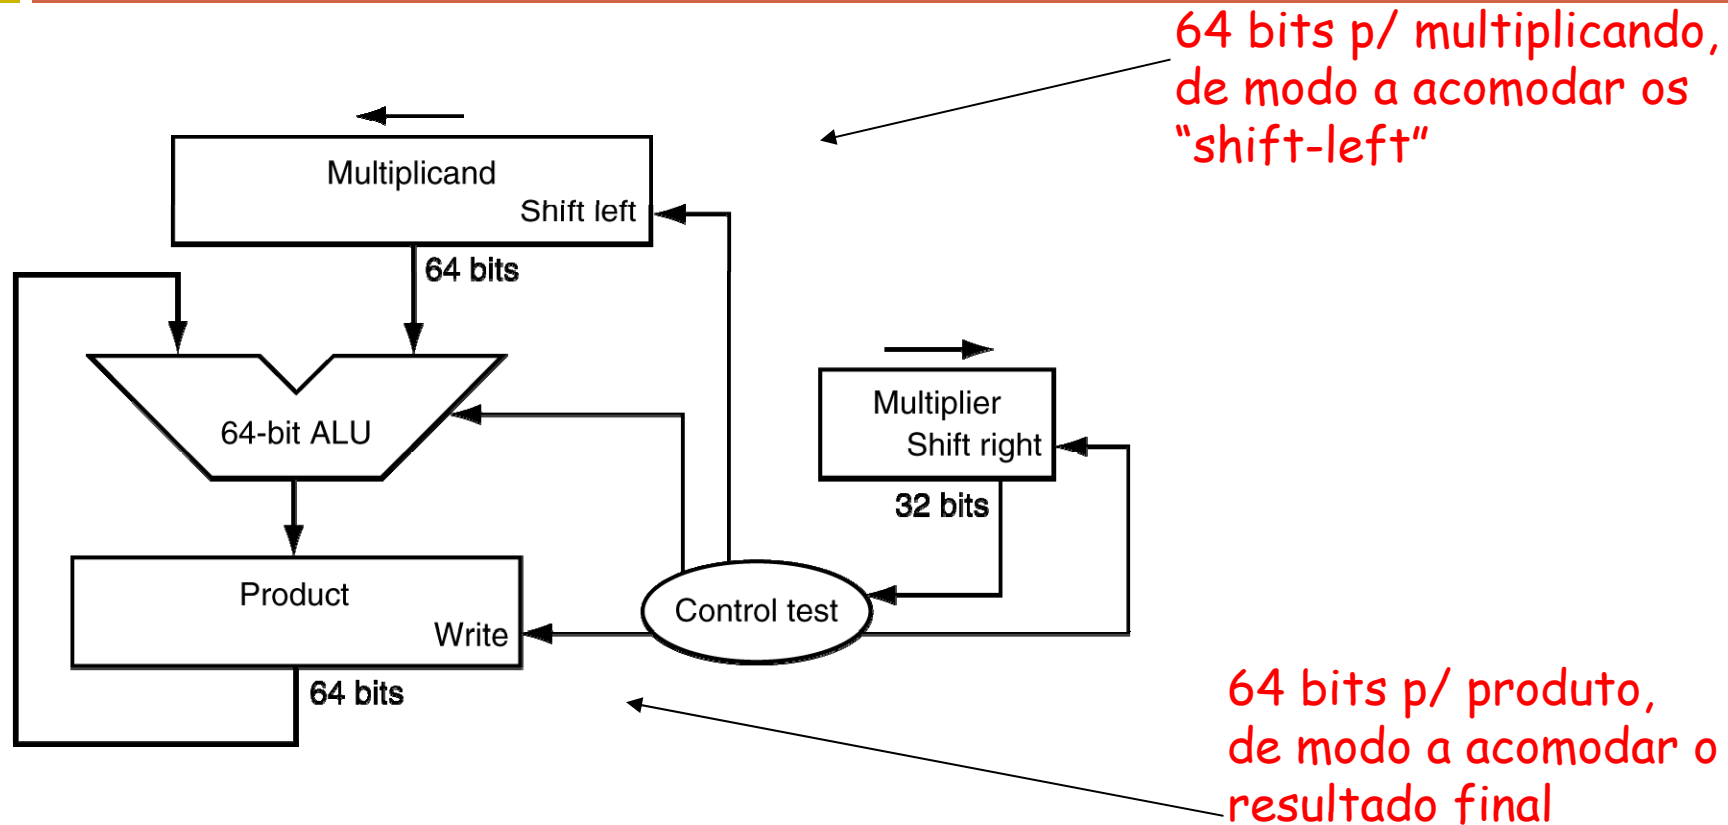 64 bits p/ multiplicando,
de modo a acomodar os
“shift-left”
Multiplicand
Shift left
64 bits
64-bit ALU
Multiplier
Shift right
32 bits
Product
Write
64 bits
Control test
64 bits p/ produto,
de modo a acomodar o
resultado final